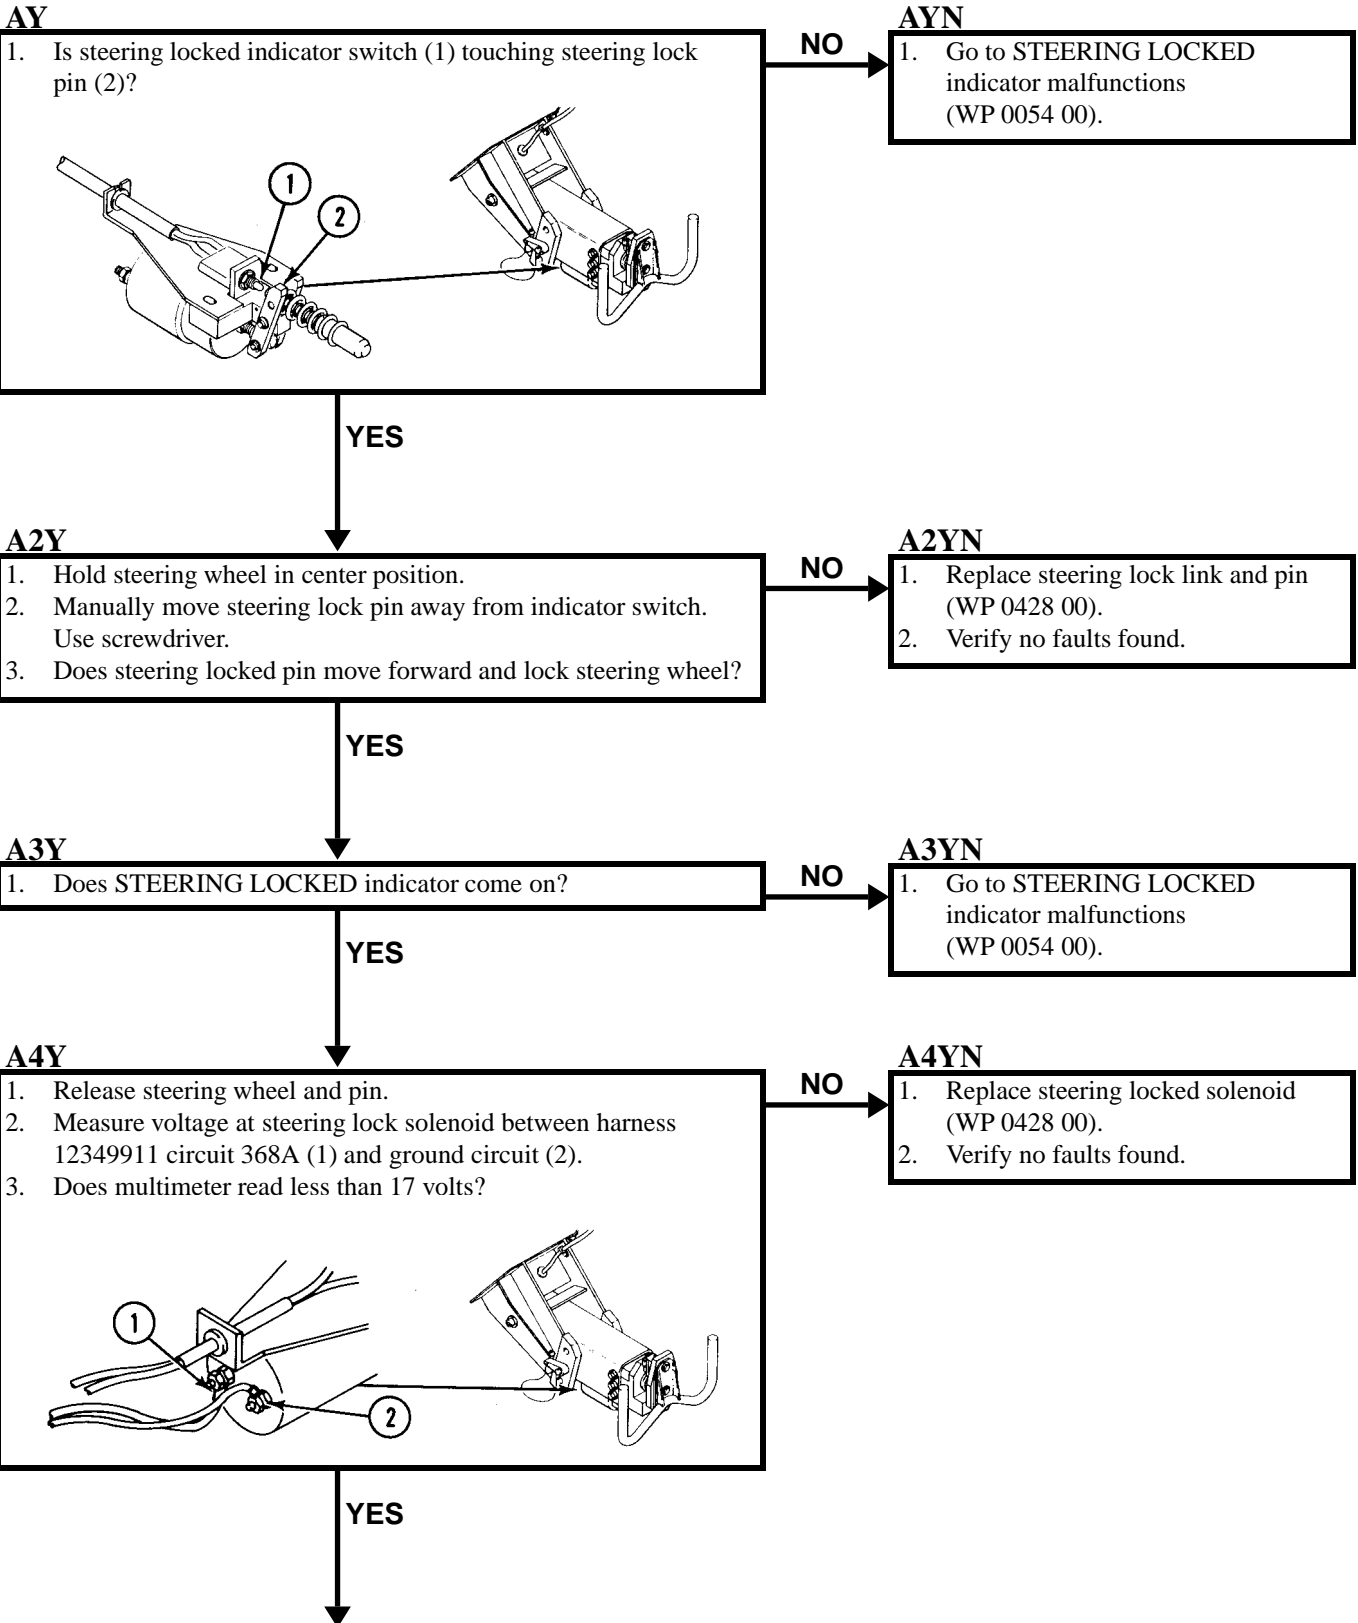 AY
1. Is steering locked indicator switch (1) touching steering lock
pin (2)?
1
2
NO
AYN
1. Go to STEERING LOCKED
indicator malfunctions
(WP 0054 00).
YES
A2Y
1. Hold steering wheel in center position.
2. Manually move steering lock pin away from indicator switch.
Use screwdriver.
3. Does steering locked pin move forward and lock steering wheel?
NO
A2YN
1. Replace steering lock link and pin
(WP 0428 00).
2. Verify no faults found.
YES
A3Y
1. Does STEERING LOCKED indicator come on?
NO
A3YN
1. Go to STEERING LOCKED
indicator malfunctions
(WP 0054 00).
YES
A4Y
1. Release steering wheel and pin.
2. Measure voltage at steering lock solenoid between harness
12349911 circuit 368A (1) and ground circuit (2).
3. Does multimeter read less than 17 volts?
1
2
NO
A4YN
1. Replace steering locked solenoid
(WP 0428 00).
2. Verify no faults found.
YES